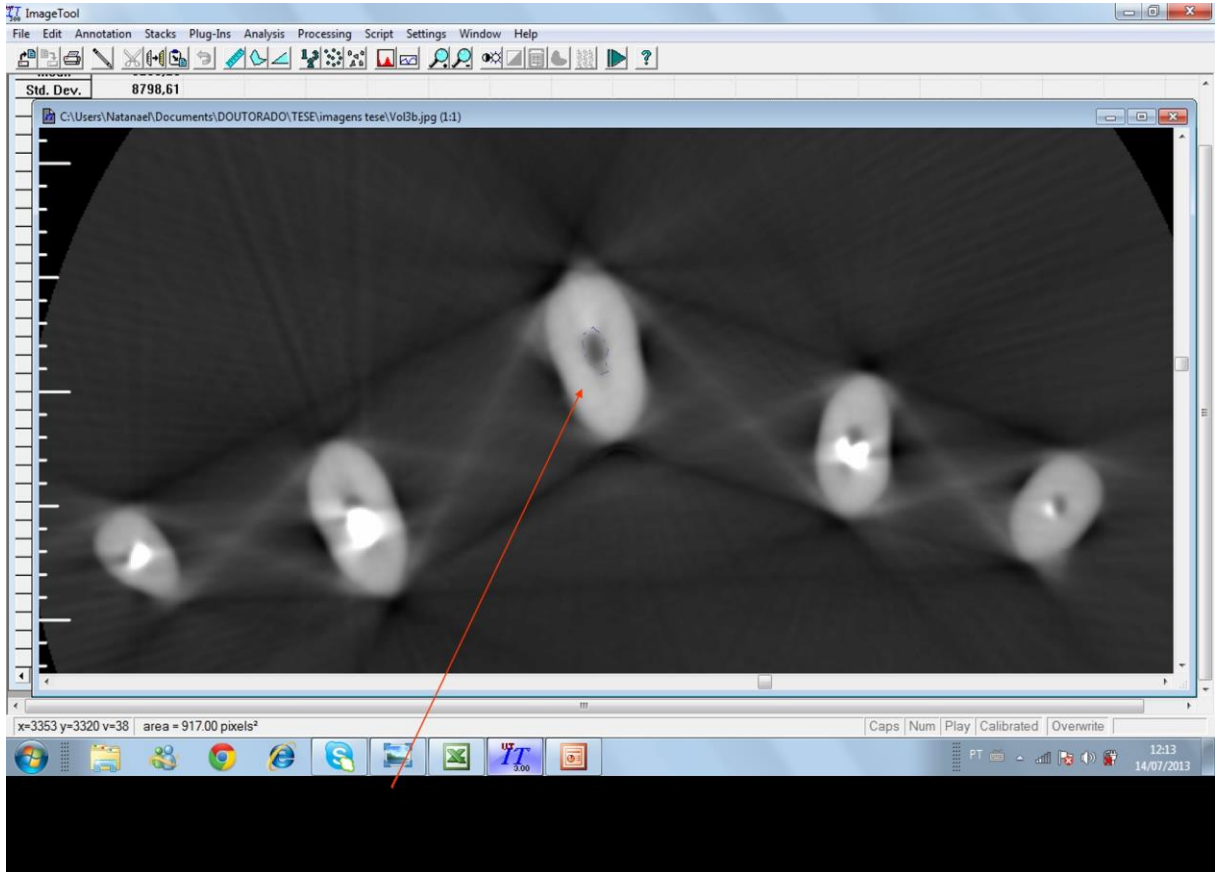 ImageTool
File Edit Annotation Stacks Plug-Ins Analysis Processing Script Settings Window Help
Std. Dev. 8798,61
C:\Users\Natanael\Documents\DOUTORADO\TESE\imagens tese\Vol3b.jpg (1:1)
x=3353 y=3320 v=38 area = 917.00 pixels²
Caps Num Play Calibrated Overwrite
UT IT 3.00
PT
12:13
14/07/2013